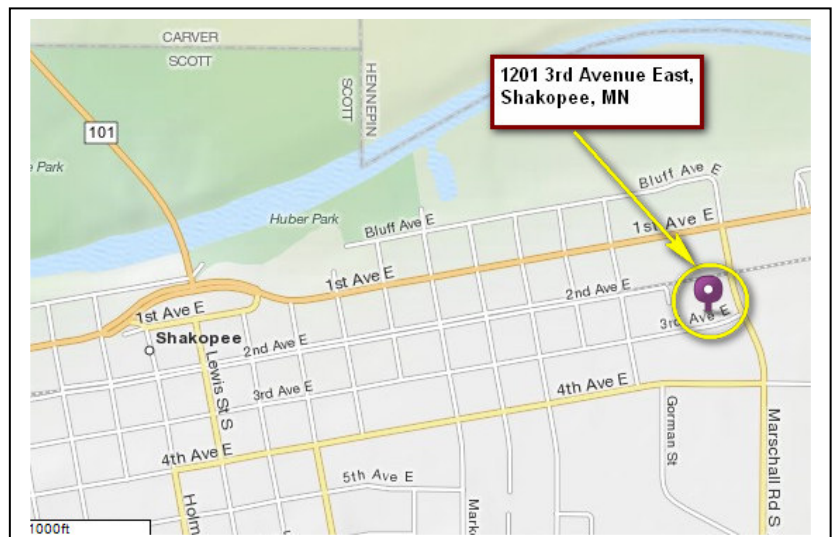 CARVER
SCOTT
HENNEPIN
SCOTT
1201 3rd Avenue East,
Shakopee, MN
101
Park
Huber Park
Bluff Ave E
Bluff Ave E
1st Ave E
1st Ave E
1st Ave E
2nd Ave E
3rd Ave E
Shakopee
2nd Ave E
Lewis St S
3rd Ave E
4th Ave E
4th Ave E
Gorman St
Marschall Rd S
5th Ave E
Holm
Mark
1000ft